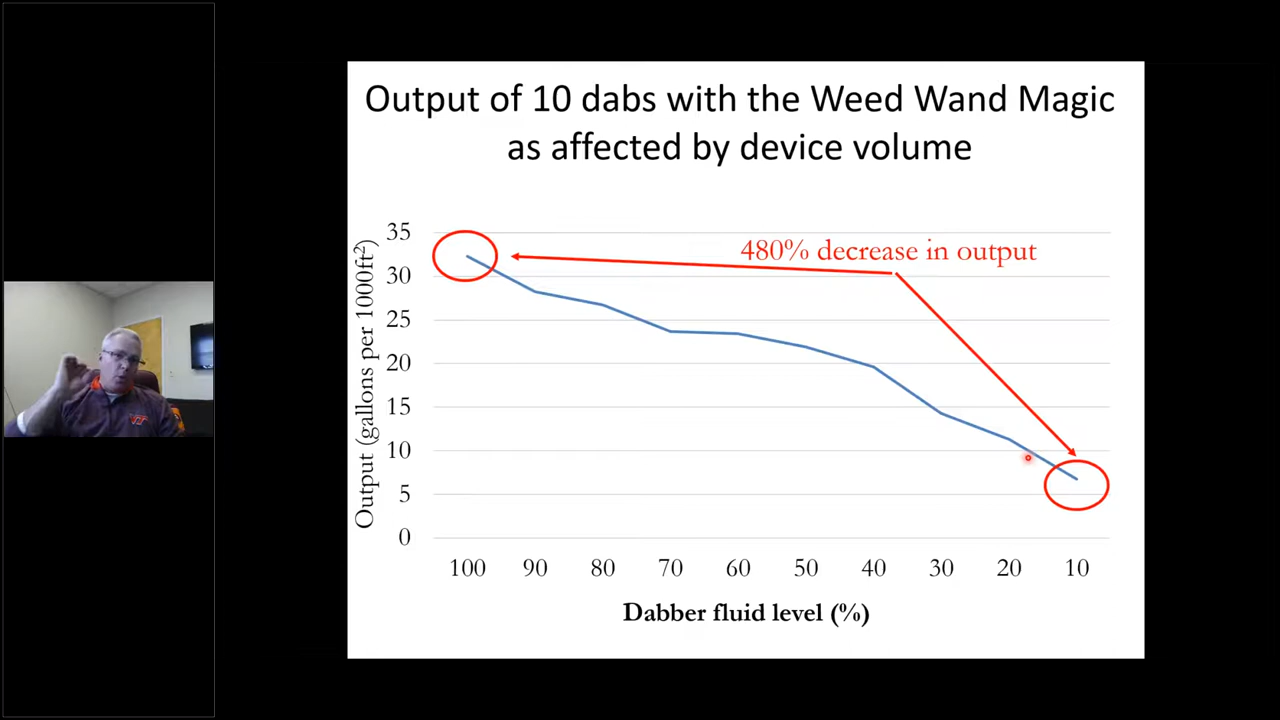 Output of 10 dabs with the Weed Wand Magic
as affected by device volume
480% decrease in output
Output (gallons per 1000ft²)
35
30
25
20
15
10
5
0
100 90 80 70 60 50 40 30 20 10
Dabber fluid level (%)
VT